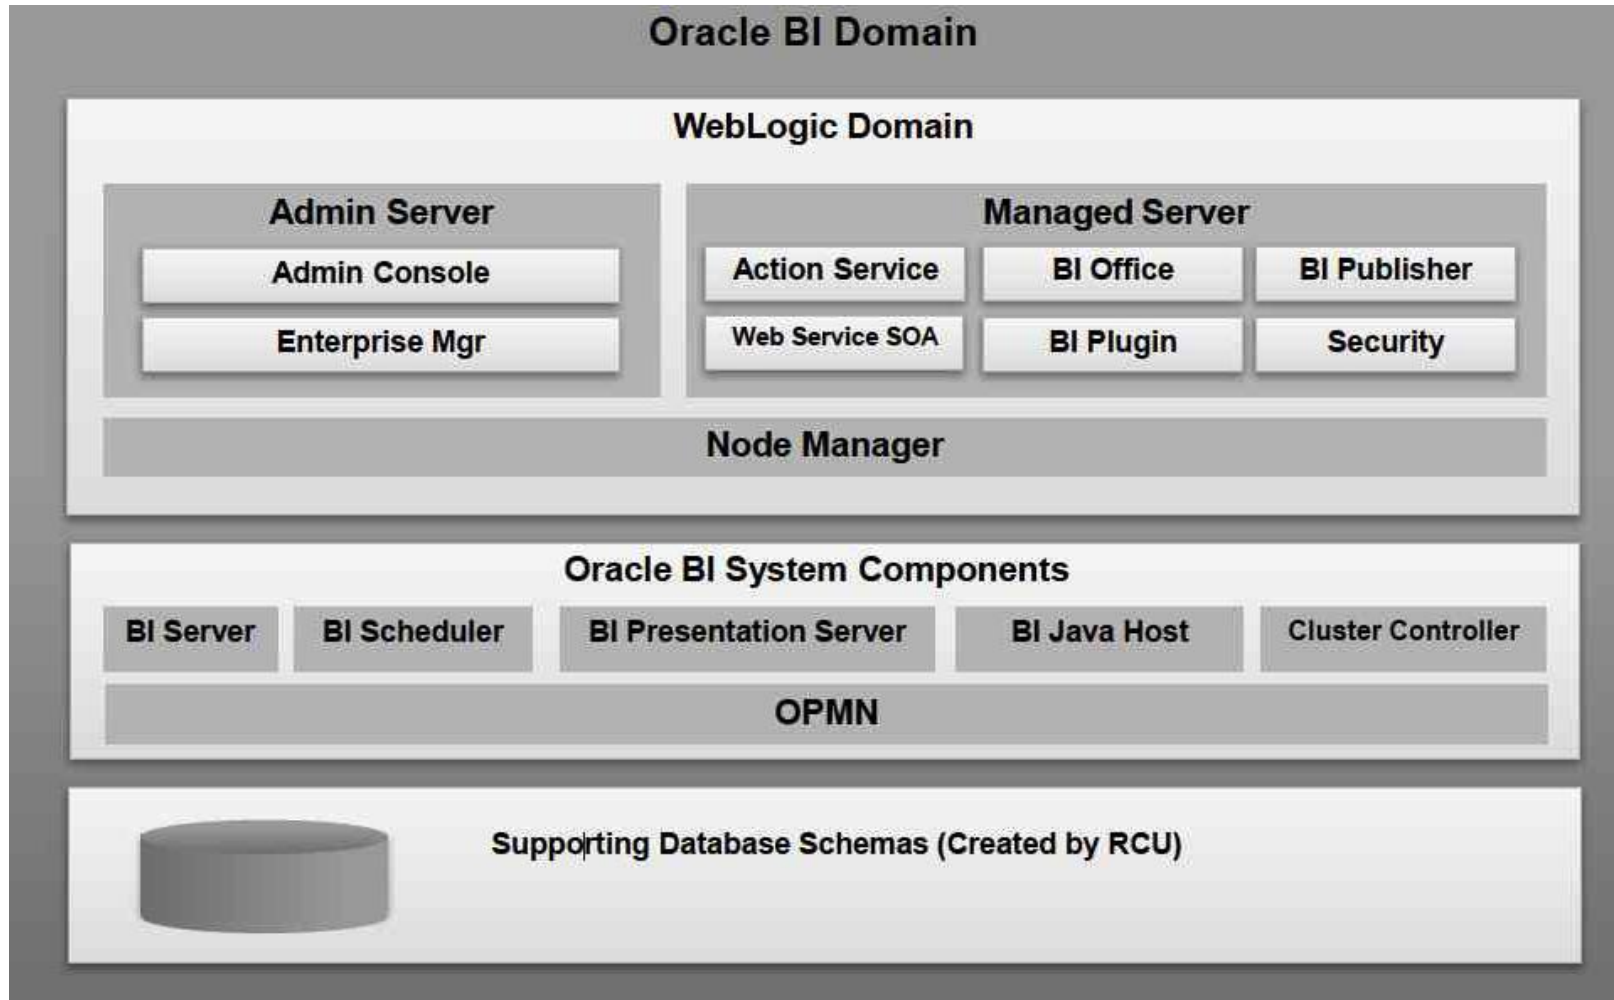 Oracle BI Domain
WebLogic Domain
Admin Server
Admin Console
Enterprise Mgr
Managed Server
Action Service
BI Office
BI Publisher
Web Service SOA
BI Plugin
Security
Node Manager
Oracle BI System Components
BI Server
BI Scheduler
BI Presentation Server
BI Java Host
Cluster Controller
OPMN
Supporting Database Schemas (Created by RCU)